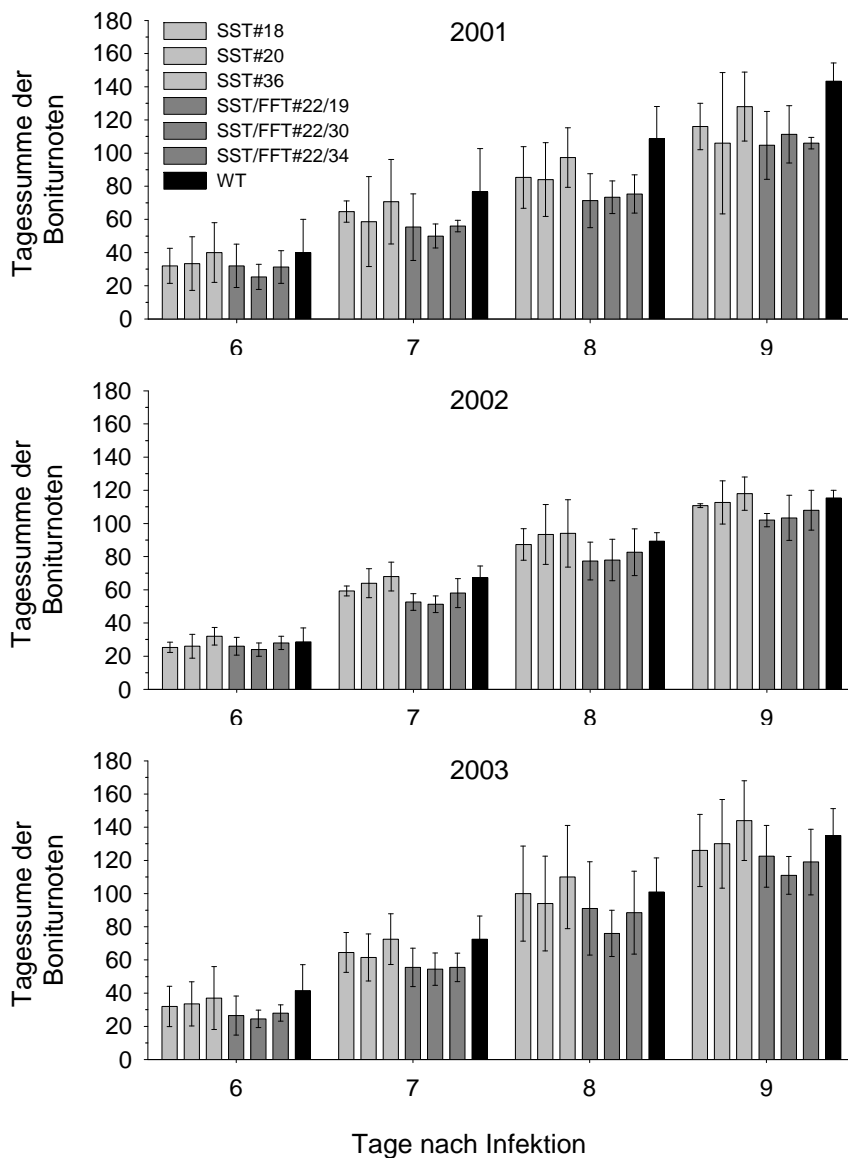 2001
SST#18
SST#20
SST#36
SST/FFT#22/19
SST/FFT#22/30
SST/FFT#22/34
WT
Tagessumme der
Boniturnoten
180
160
140
120
100
80
60
40
20
0
6 7 8 9
2002
Tagessumme der
Boniturnoten
180
160
140
120
100
80
60
40
20
0
6 7 8 9
2003
Tagessume der
Boniturnoten
180
160
140
120
100
80
60
40
20
0
6 7 8 9
Tage nach Infektion